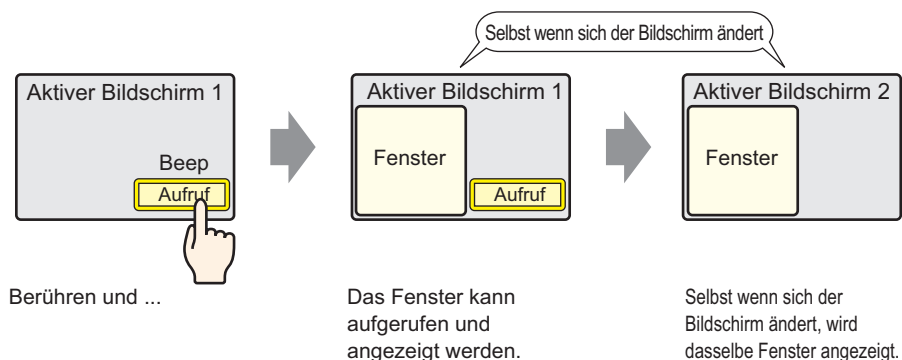 Selbst wenn sich der Bildschirm ändert
Aktiver Bildschirm 1
Beep
Aufruf
Berühren und ...
Aktiver Bildschirm 1
Fenster
Aufruf
Das Fenster kann
aufgerufen und
angezeigt werden.
Aktiver Bildschirm 2
Fenster
Selbst wenn sich der
Bildschirm ändert, wird
dasselbe Fenster angezeigt.